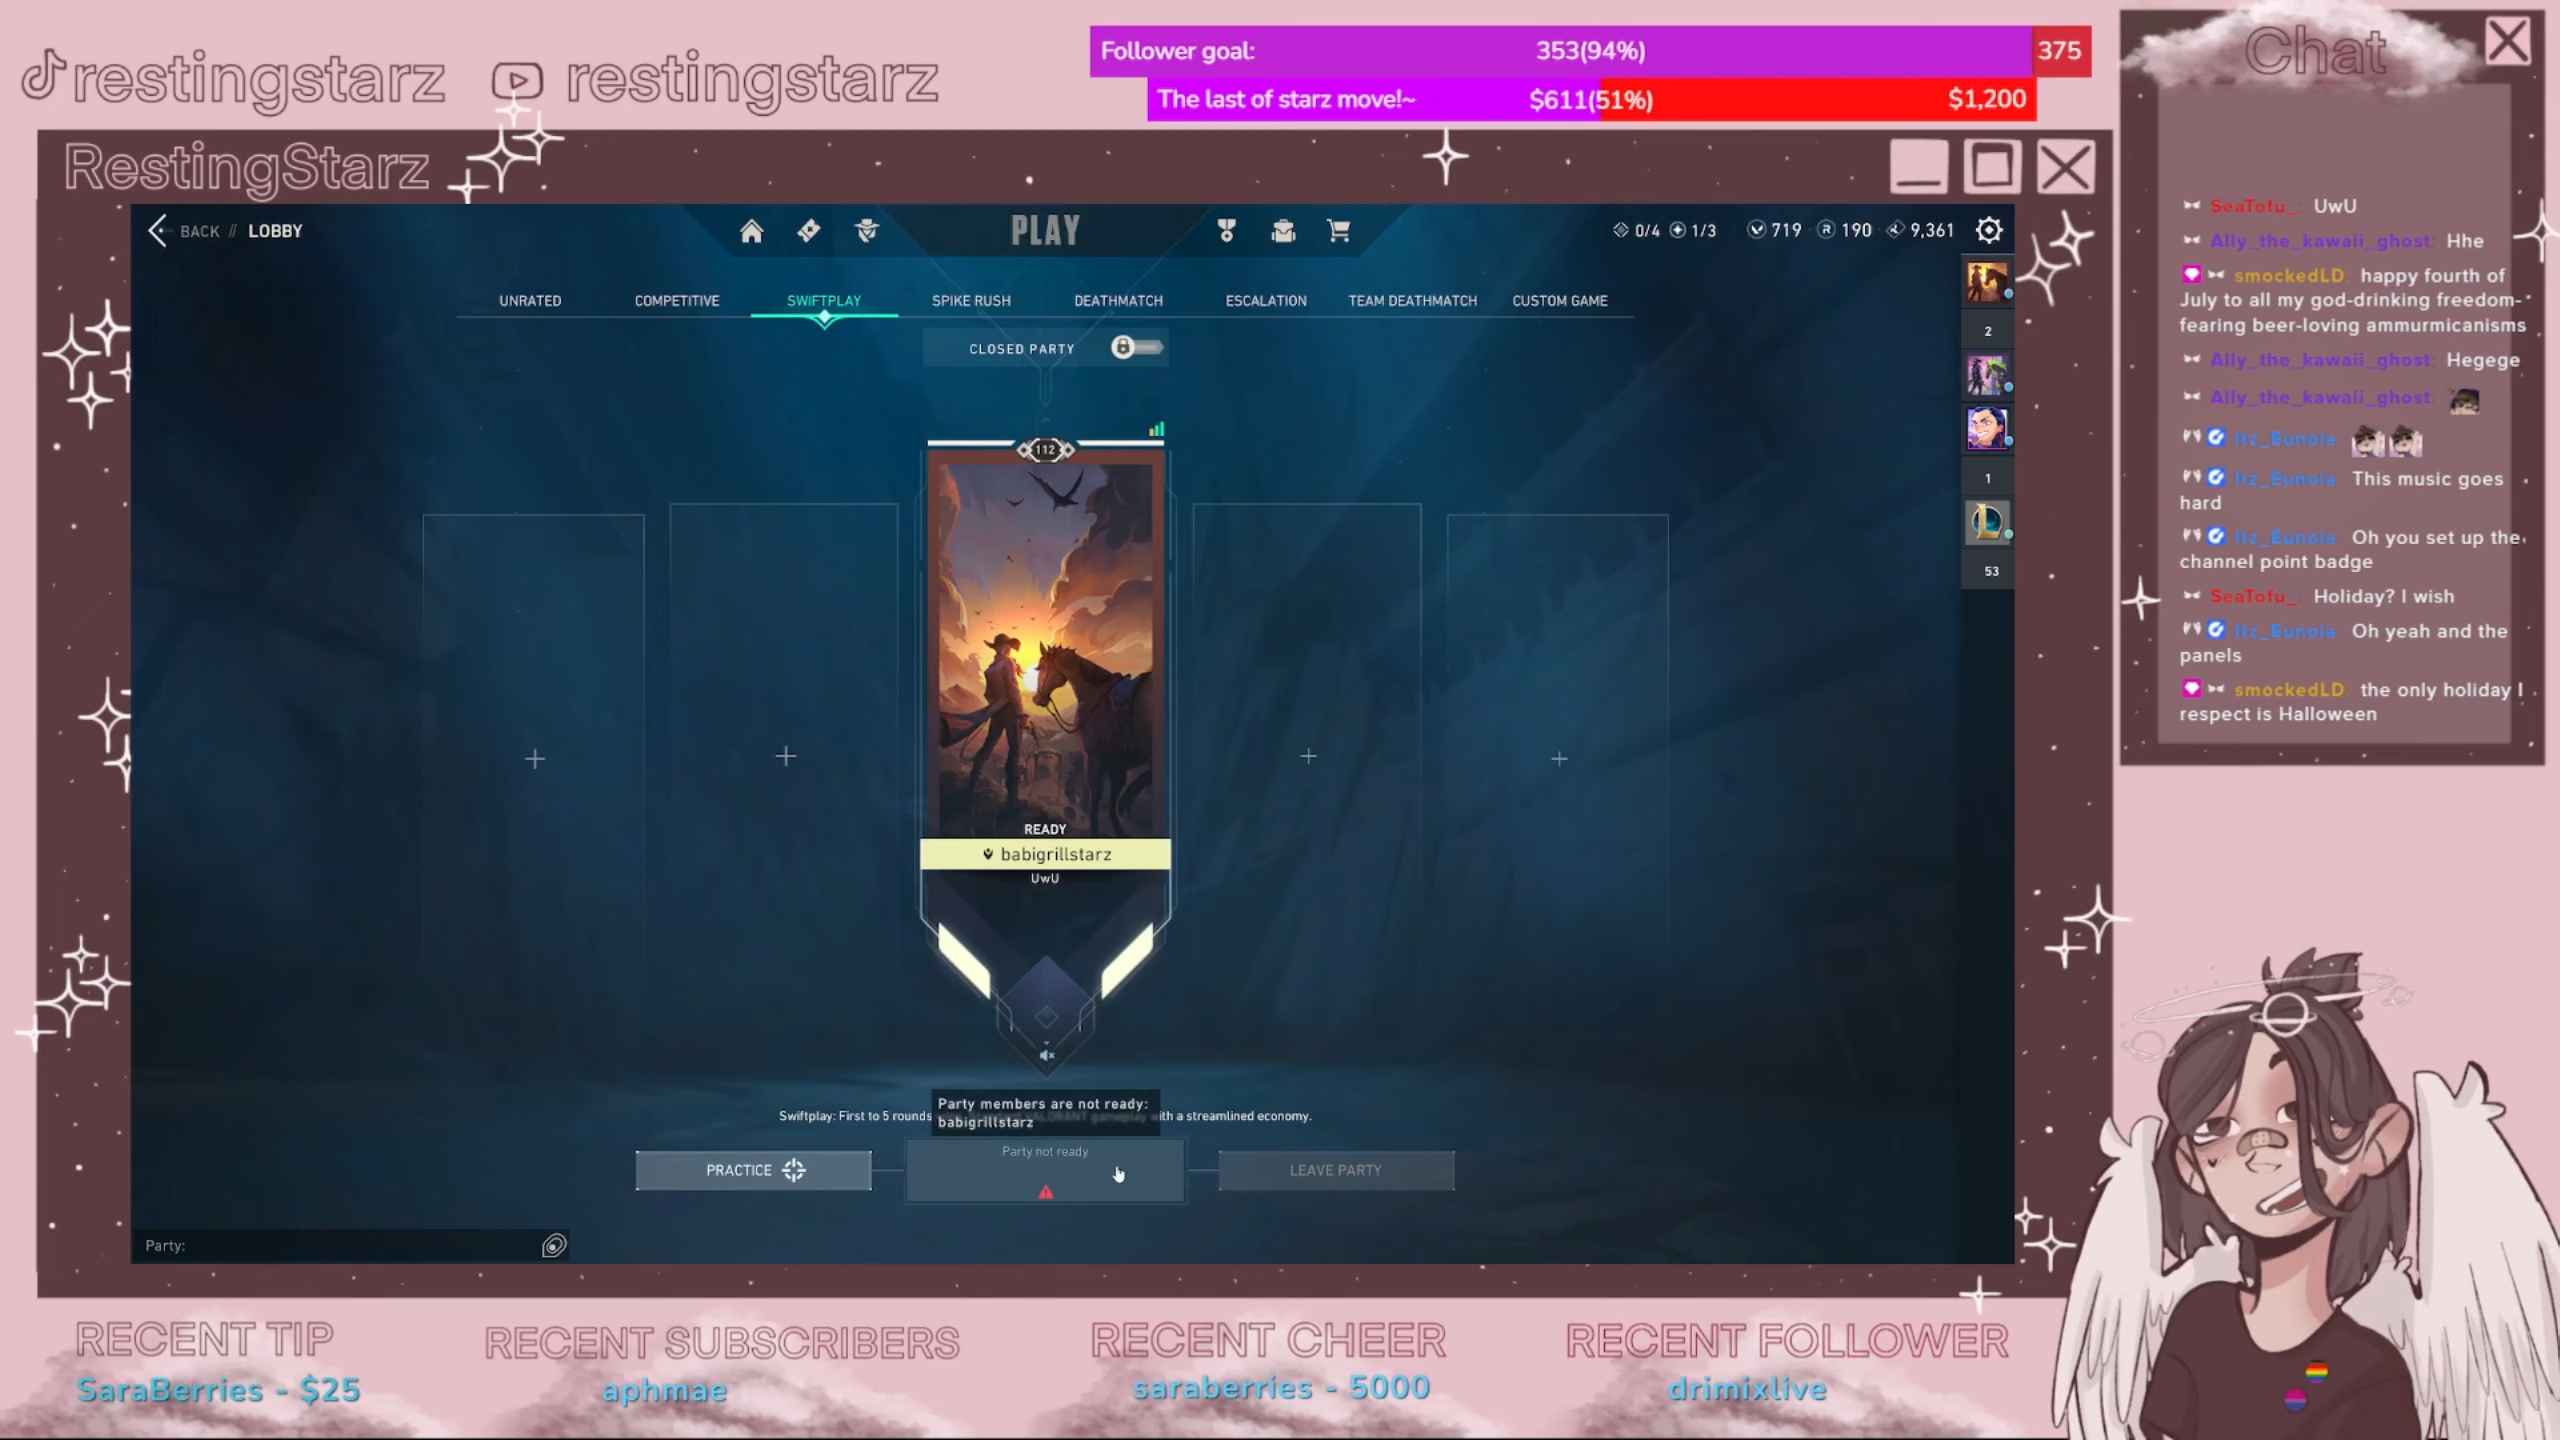 restingstarz
restingstarz
Follower goal: 353(94%) 375
The last of starz move!~ $611(51%) $1,200
RestingStarz
BACK // LOBBY
PLAY
0/4 1/3 719 R 190 9,361
UNRATED COMPETITIVE SWIFTPLAY SPIKE RUSH DEATHMATCH ESCALATION TEAM DEATHMATCH CUSTOM GAME
CLOSED PARTY
112
READY
babigrillstarz
UwU
Party members are not ready:
babigrillstarz
Swiftplay: First to 5 rounds with a streamlined economy.
Party not ready
PRACTICE
LEAVE PARTY
Party:
2
1
53
Chat
SeaTofu_: UwU
Ally_the_kawaii_ghost: Hhe
smockedLD: happy fourth of
July to all my god-drinking freedom-
fearing beer-loving ammurmicanisms
Ally_the_kawaii_ghost: Hegege
Ally_the_kawaii_ghost:
Itz_Eunoia:
Itz_Eunoia: This music goes
hard
Itz_Eunoia: Oh you set up the
channel point badge
SeaTofu_: Holiday? I wish
Itz_Eunoia: Oh yeah and the
panels
smockedLD: the only holiday I
respect is Halloween
RECENT TIP
SaraBerries - $25
RECENT SUBSCRIBERS
aphmae
RECENT CHEER
saraberries - 5000
RECENT FOLLOWER
drimixlive